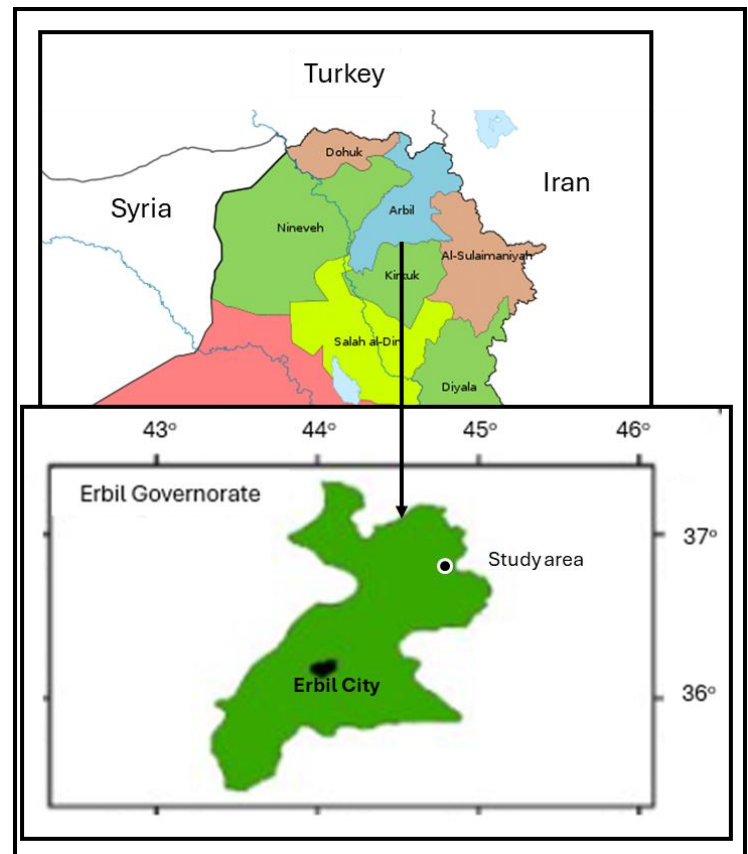 Turkey
Dohuk
Iran
Syria
Arbil
Nineveh
Al-Sulaimaniyah
Kirkuk
Salah al-Din
Diyala
43° 44° 45° 46°
Erbil Governorate
37°
Study area
Erbil City
36°